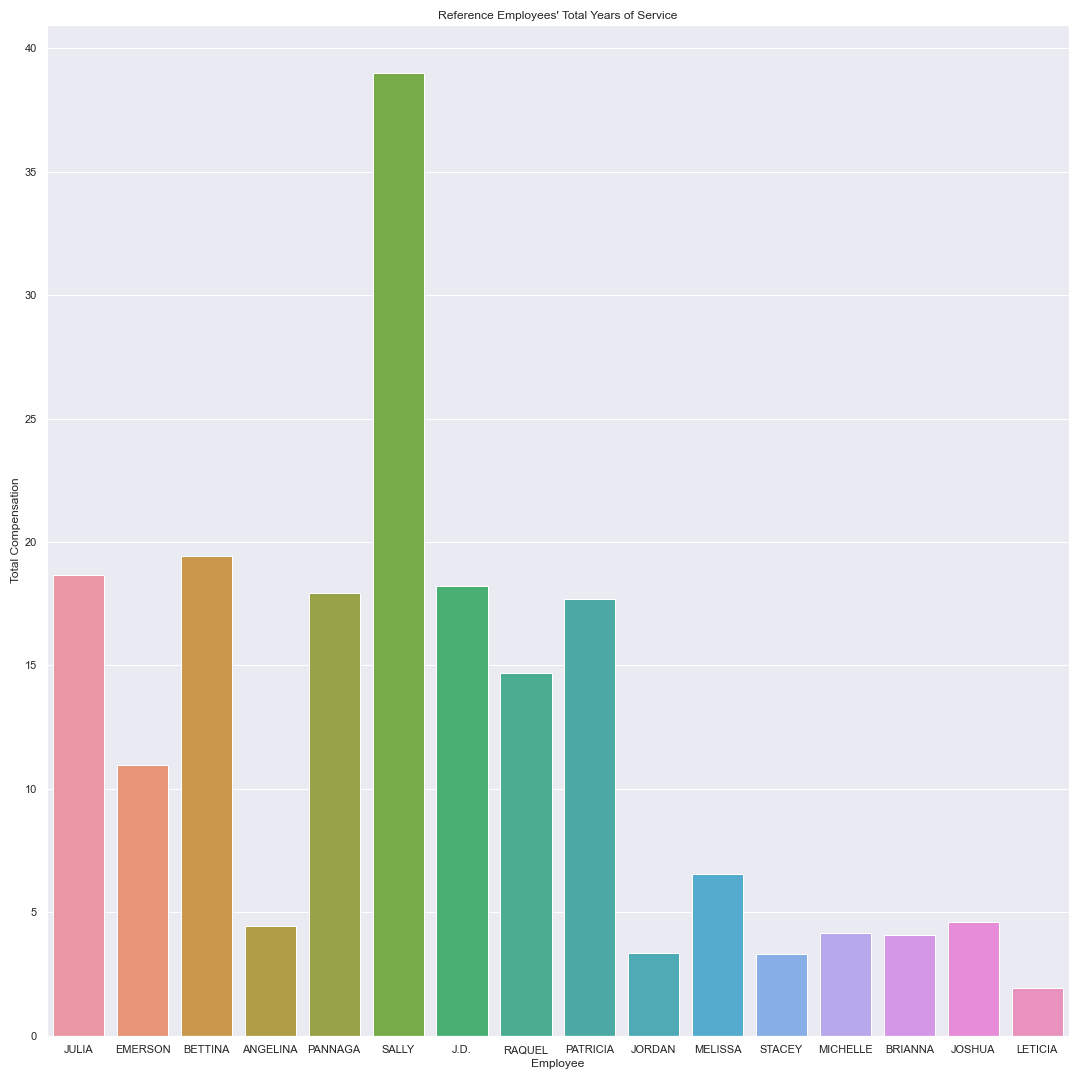 Reference Employees' Total Years of Service
Total Compensation
40
35
30
25
20
15
10
5
0
JULIA EMERSON BETTINA ANGELINA PANNAGA SALLY J.D. RAQUEL PATRICIA JORDAN MELISSA STACEY MICHELLE BRIANNA JOSHUA LETICIA
Employee